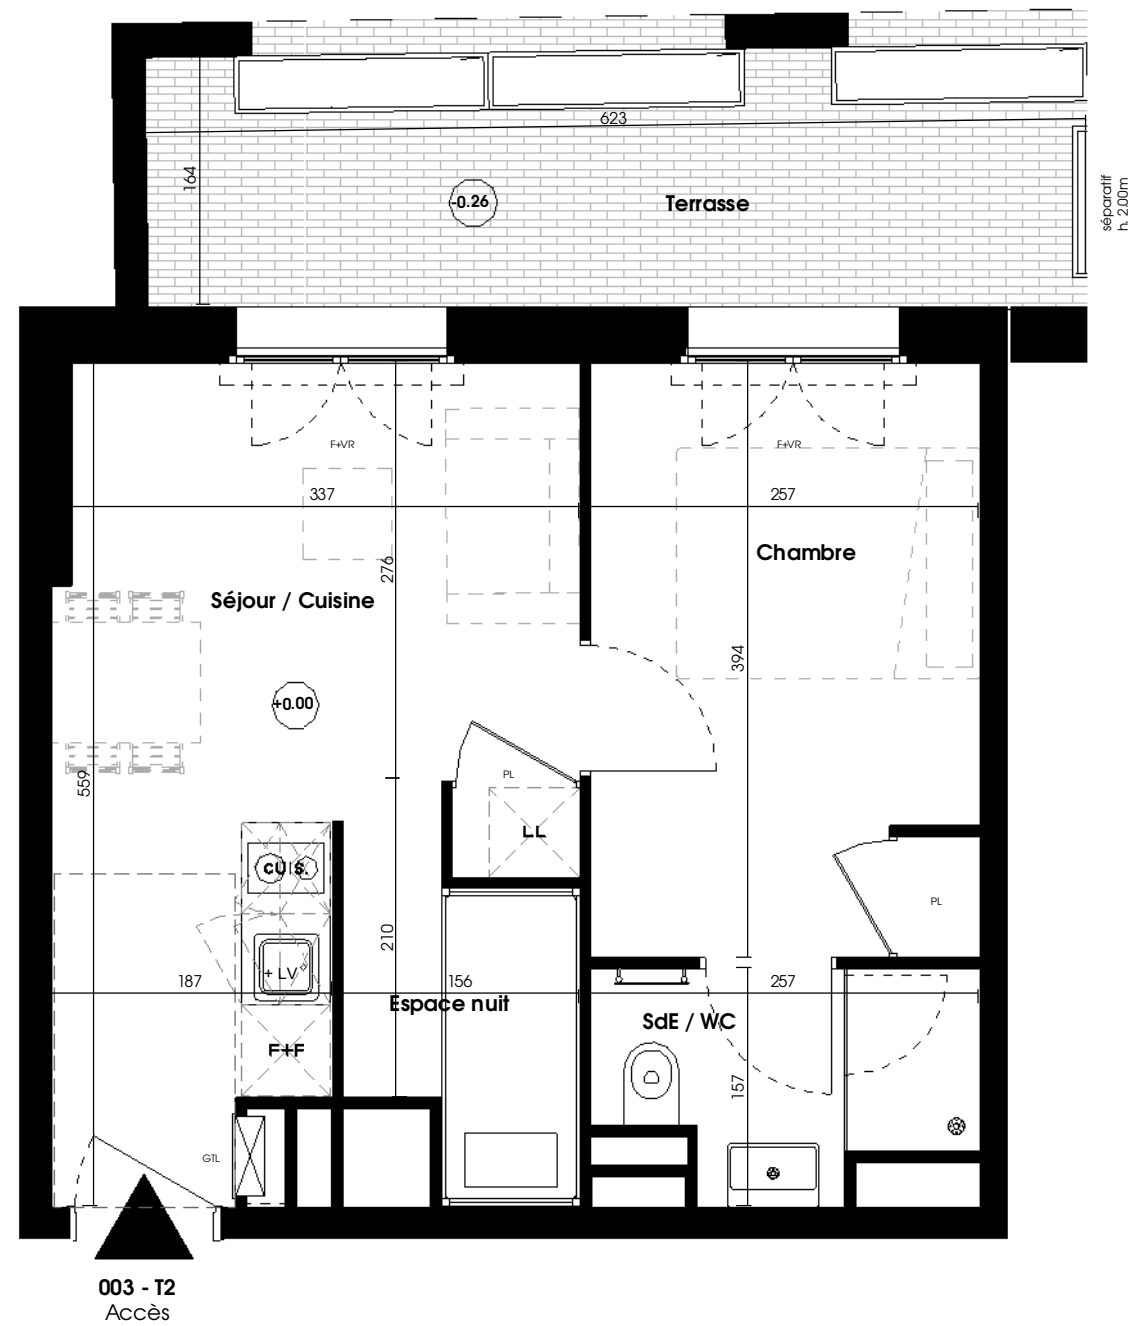 623
164
-0.26
Terrasse
séparatif
h. 2.00m
F+VR
F+VR
337
257
276
Chambre
Séjour / Cuisine
394
+0.00
559
PL
LL
CUIS.
PL
210
187
+ LV
156
257
Espace nuit
SdE / WC
F+F
157
GTL
003 - T2
Accès